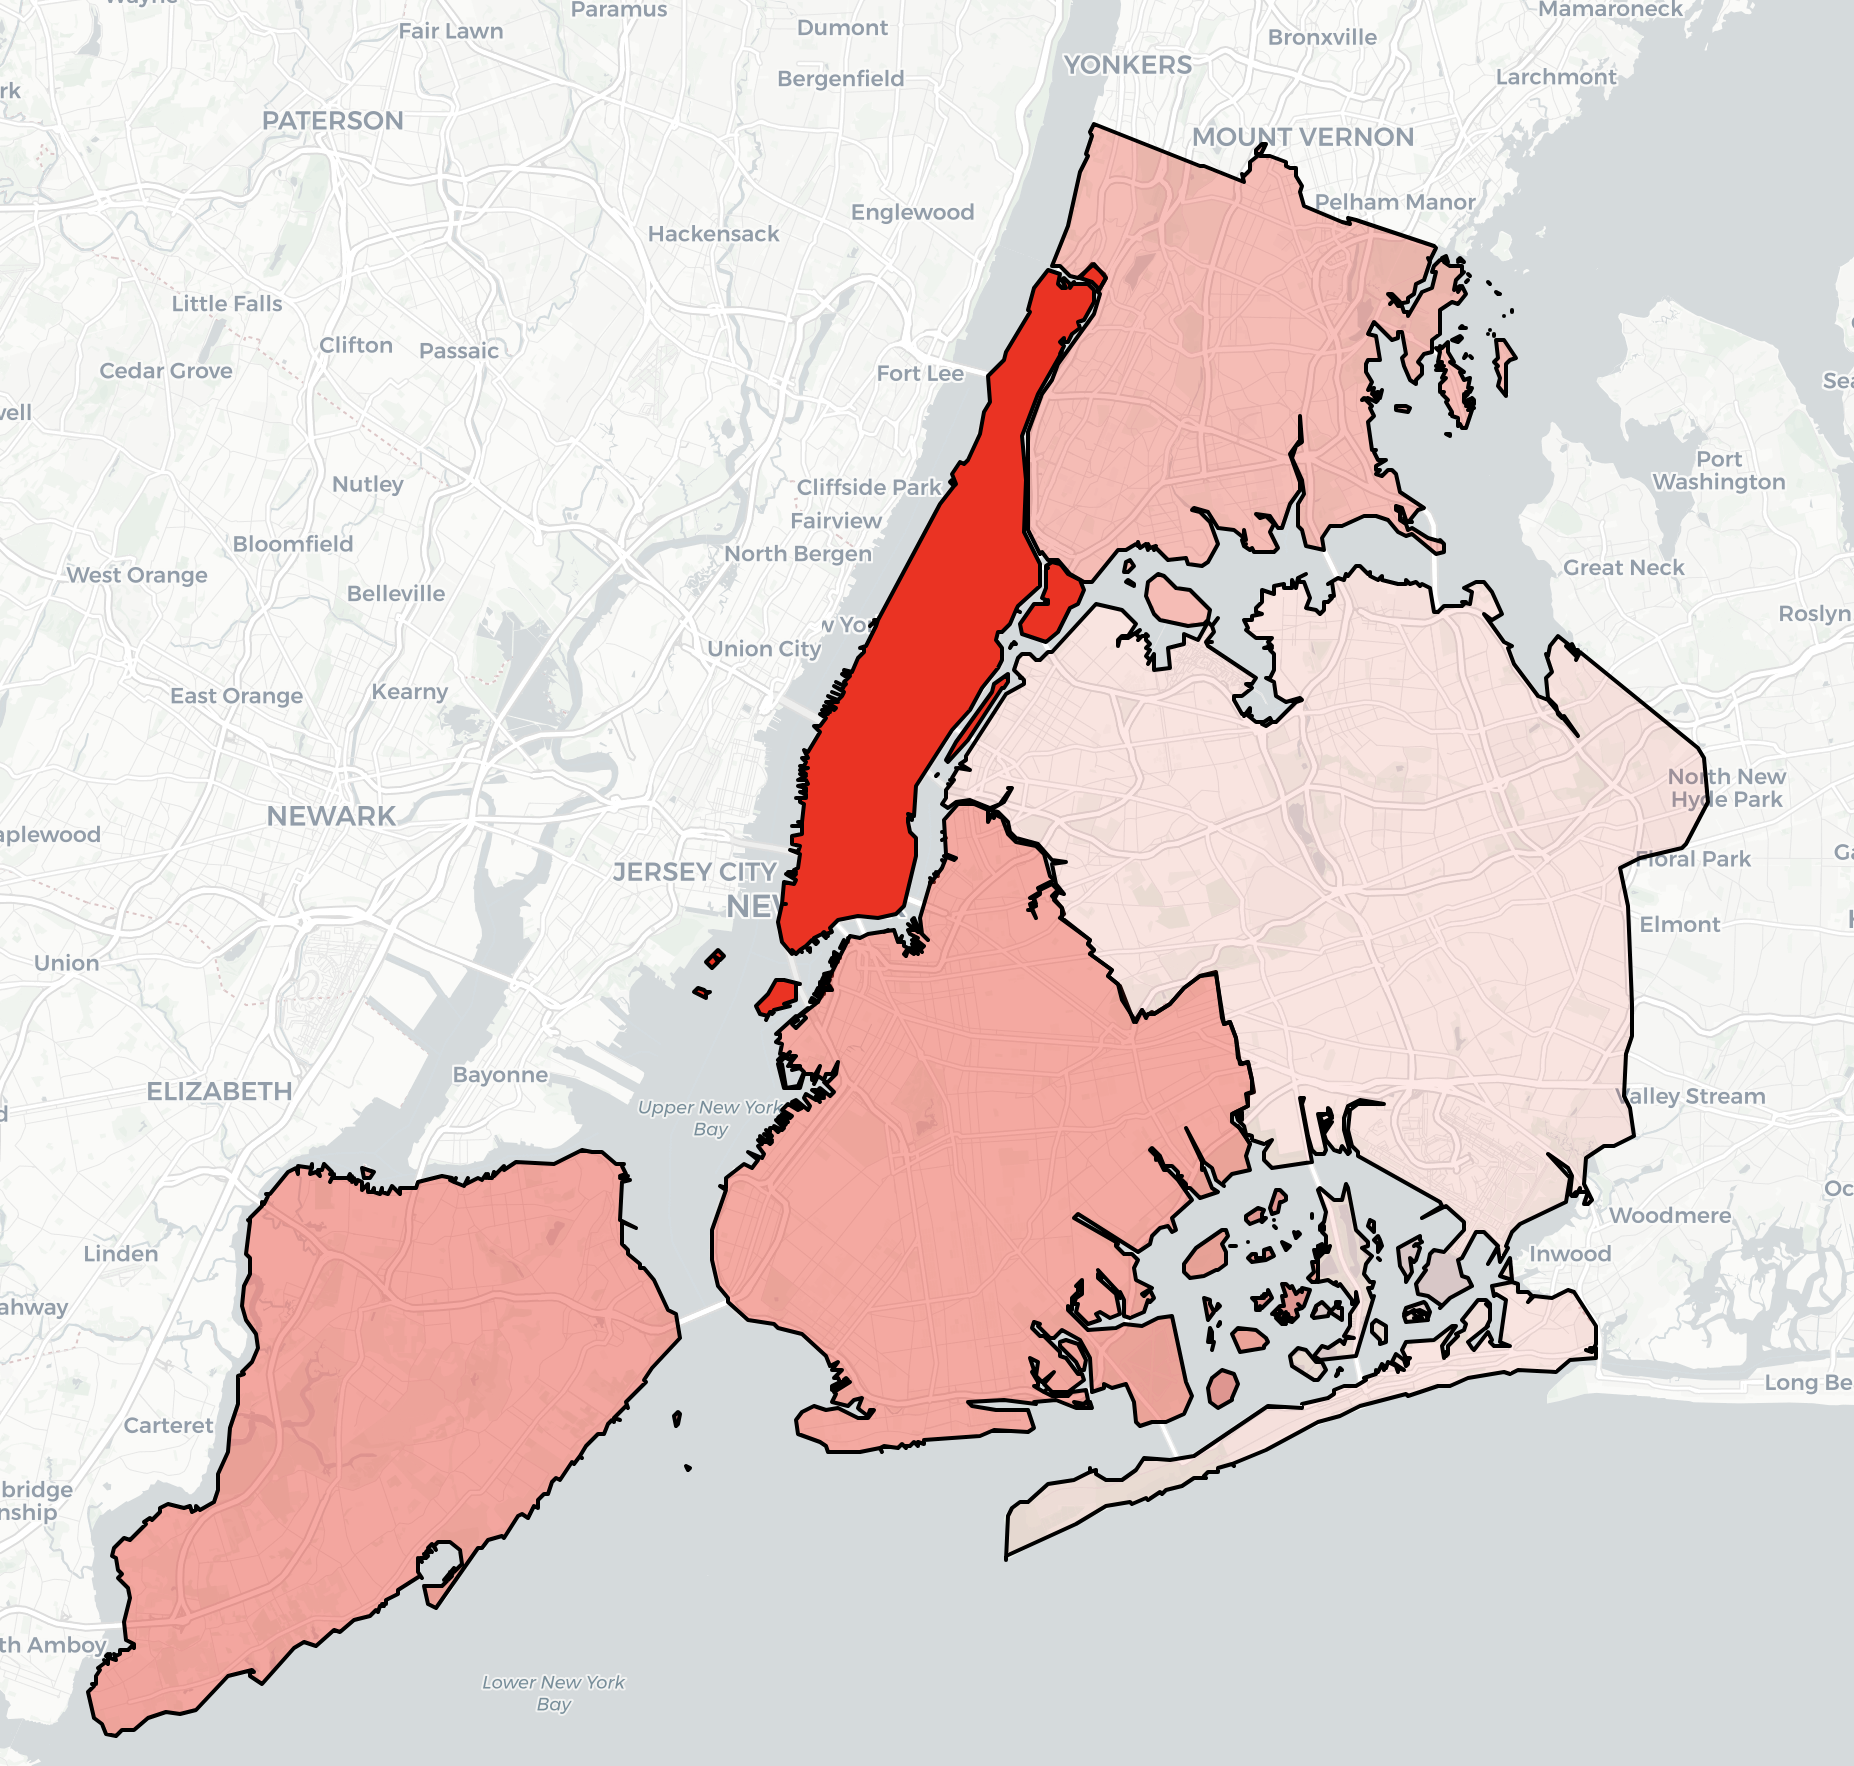 Paramus
Mamaroneck
Fair Lawn
Dumont
Bronxville
YONKERS
Bergenfield
Larchmont
rk
PATERSON
MOUNT VERNON
Pelham Manor
Englewood
Hackensack
Little Falls
Clifton
Passaic
Cedar Grove
Fort Lee
Sea
vell
Port
Washington
Nutley
Cliffside Park
Fairview
Bloomfield
North Bergen
West Orange
Great Neck
Belleville
Roslyn
w Yo
Union City
East Orange
Kearny
North New
Hyde Park
NEWARK
aplewood
Floral Park
Ga
JERSEY CITY
NEW
Elmont
Union
ELIZABETH
Bayonne
Valley Stream
Upper New York
Bay
Oc
Woodmere
Linden
Inwood
ahway
Long Be
Carteret
bridge
nship
th Amboy
Lower New York
Bay